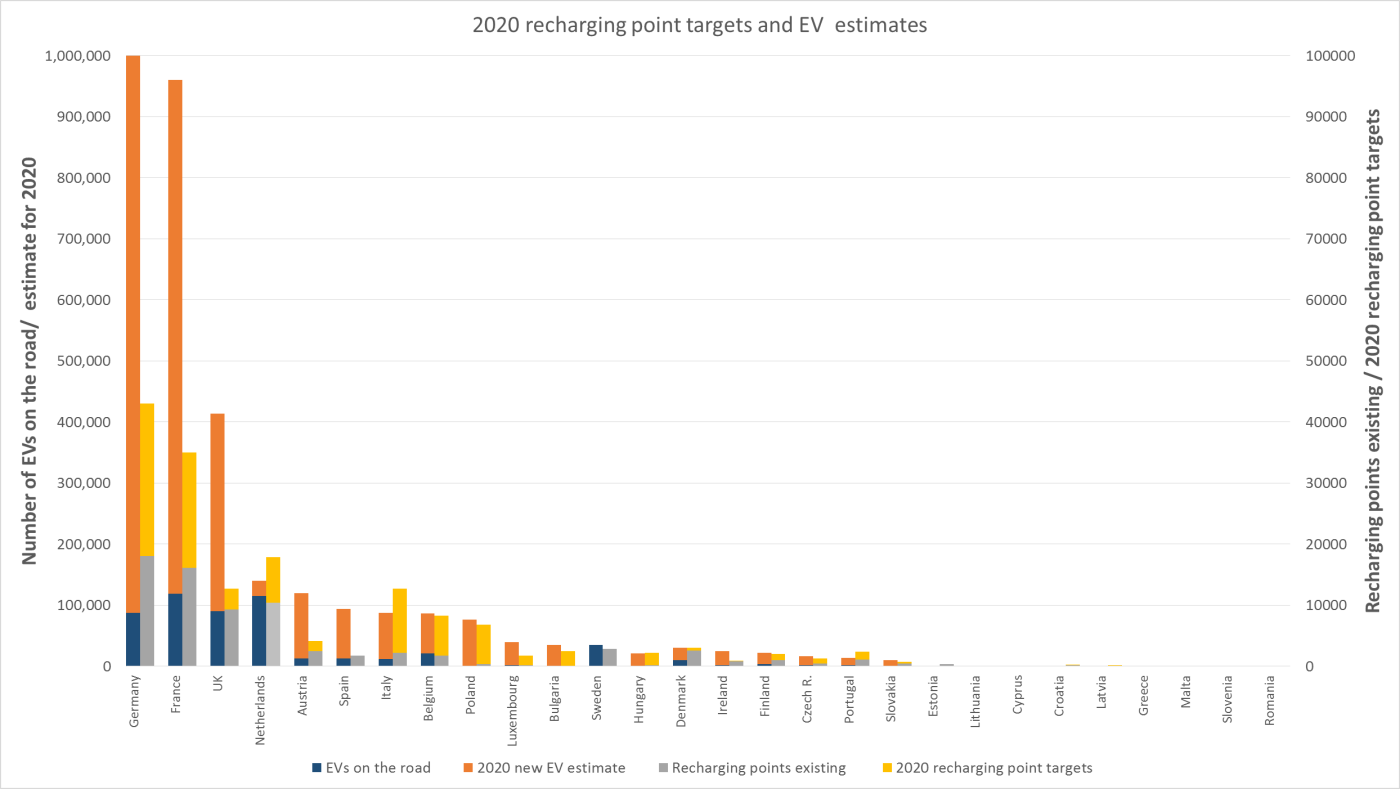 2020 recharging point targets and EV  estimates
Number of EVs on the road/  estimate for 2020
1,000,000
900,000
800,000
700,000
600,000
500,000
400,000
300,000
200,000
100,000
0
100000
90000
80000
70000
60000
50000
40000
30000
20000
10000
0
Recharging points existing / 2020 recharging point targets
Germany
France
UK
Netherlands
Austria
Spain
Italy
Belgium
Poland
Luxembourg
Bulgaria
Sweden
Hungary
Denmark
Ireland
Finland
Czech R.
Portugal
Slovakia
Estonia
Lithuania
Cyprus
Croatia
Latvia
Greece
Malta
Slovenia
Romania
EVs on the road
2020 new EV estimate
Recharging points existing
2020 recharging point targets